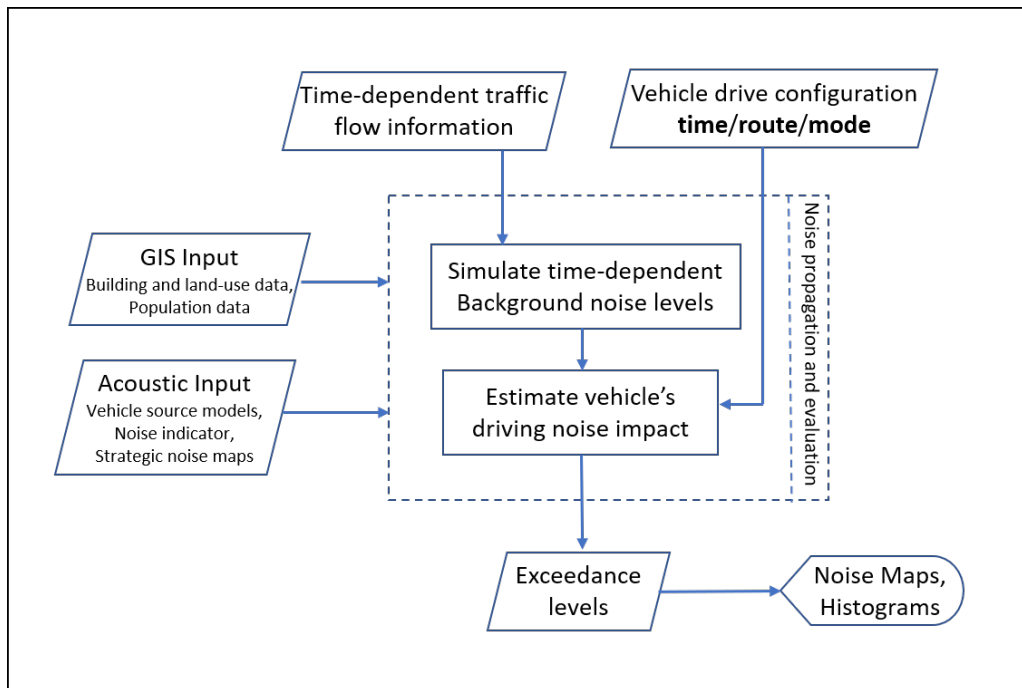 Time-dependent traffic
flow information
Vehicle drive configuration
time/route/mode
GIS Input
Building and land-use data,
Population data
Simulate time-dependent
Background noise levels
Noise propagation and evaluation
Acoustic Input
Vehicle source models,
Noise indicator,
Strategic noise maps
Estimate vehicle’s
driving noise impact
Exceedance
levels
Noise Maps,
Histograms